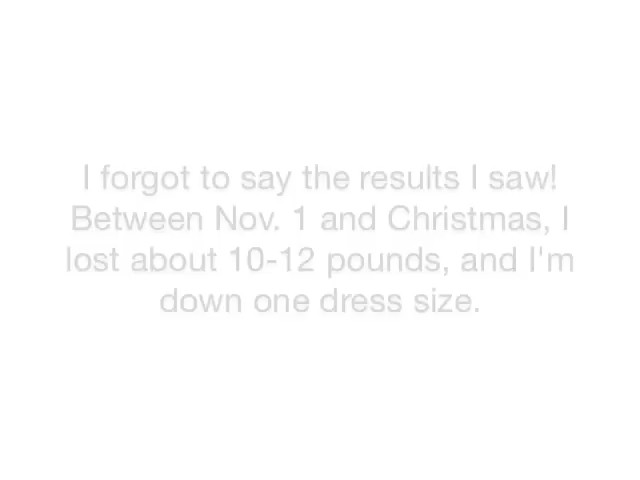 I forgot to say the results I saw!
Between Nov. 1 and Christmas, I
lost about 10-12 pounds, and I'm
down one dress size.